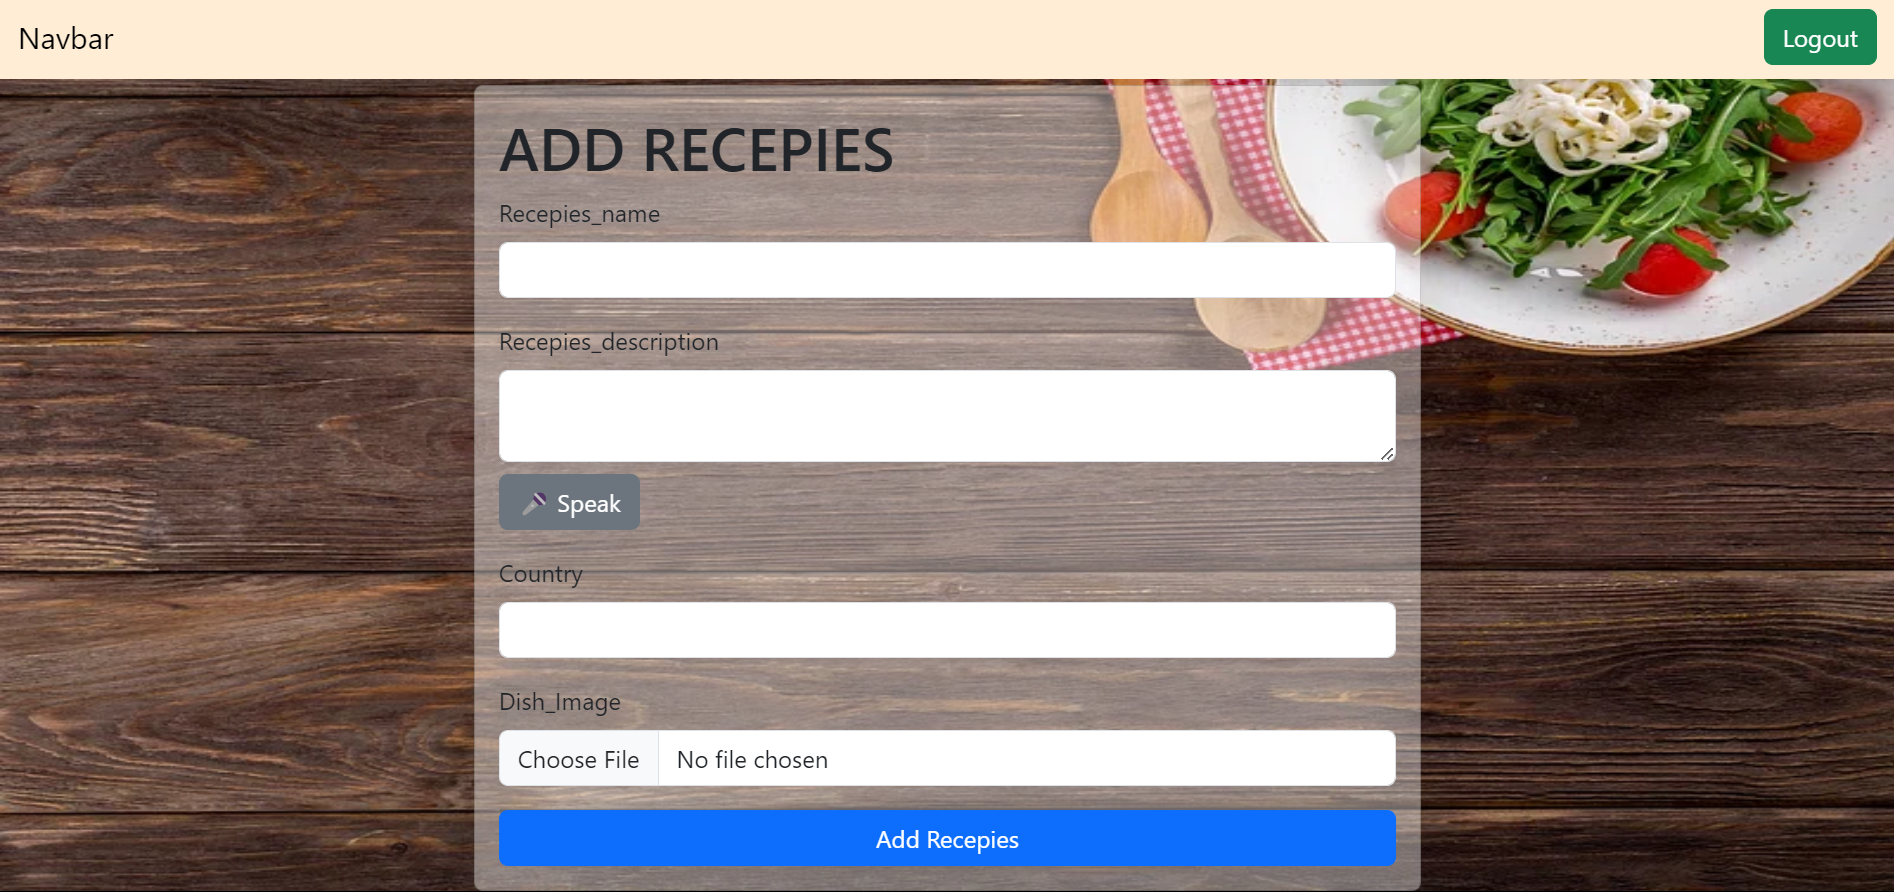 Navbar
Logout
ADD RECEPIES
Recepies_name
Recepies_description
🎤 Speak
Country
Dish_Image
Choose File No file chosen
Add Recepies